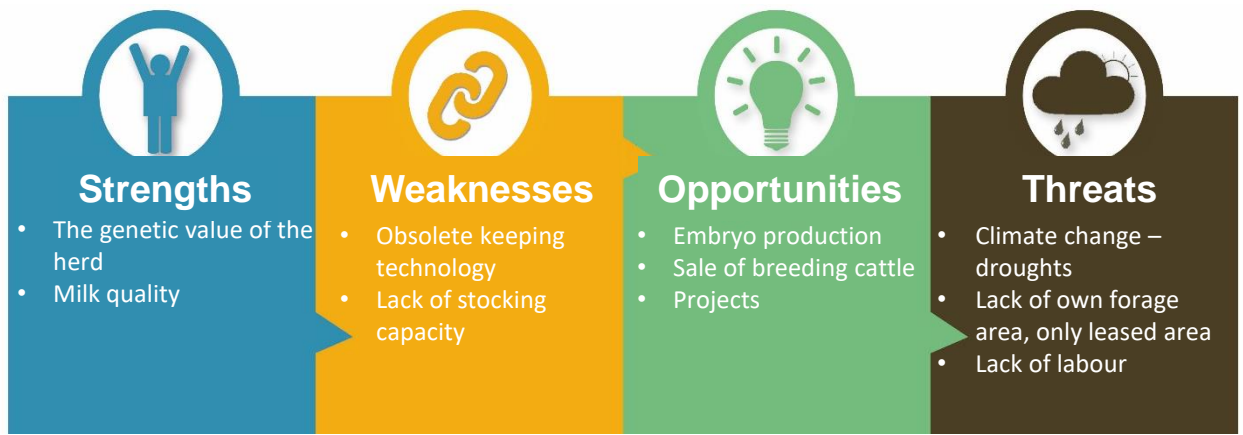 Strengths
• The genetic value of the
herd
• Milk quality
Weaknesses
• Obsolete keeping
technology
• Lack of stocking
capacity
Opportunities
• Embryo production
• Sale of breeding cattle
• Projects
Threats
• Climate change –
droughts
• Lack of own forage
area, only leased area
• Lack of labour